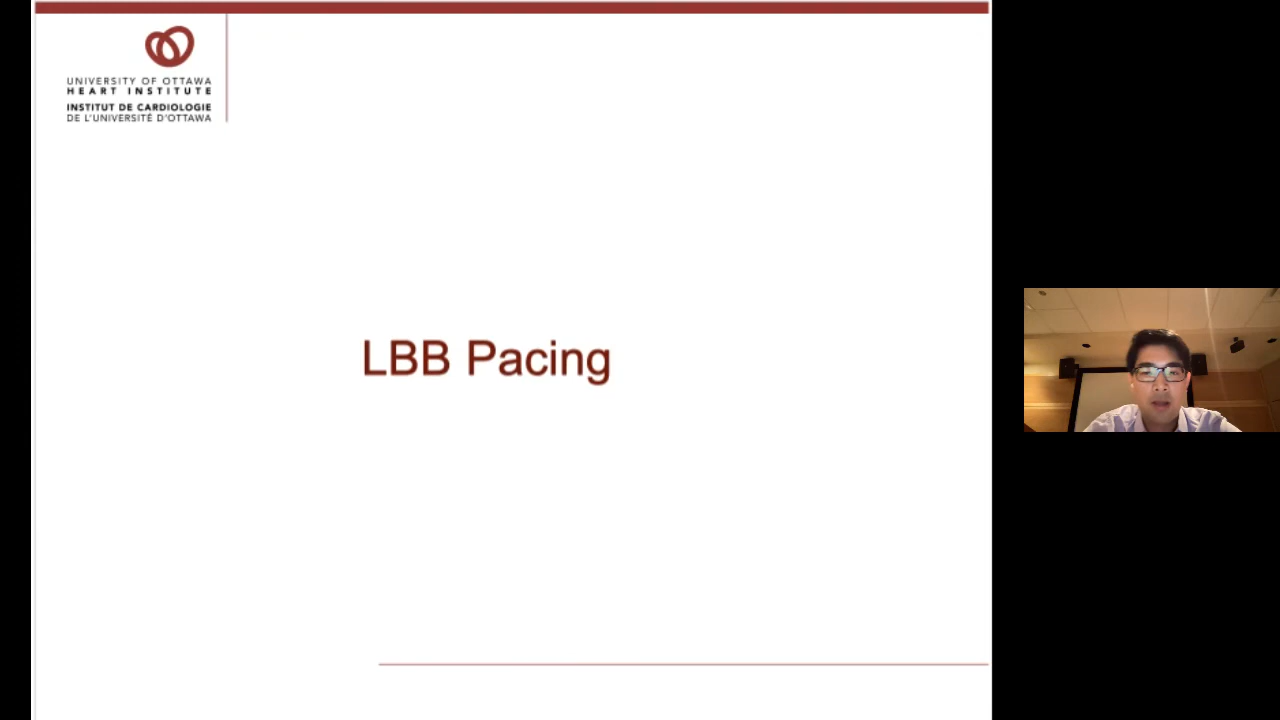 UNIVERSITY OF OTTAWA
HEART INSTITUTE
INSTITUT DE CARDIOLOGIE
DE L'UNIVERSITÉ D'OTTAWA
LBB Pacing